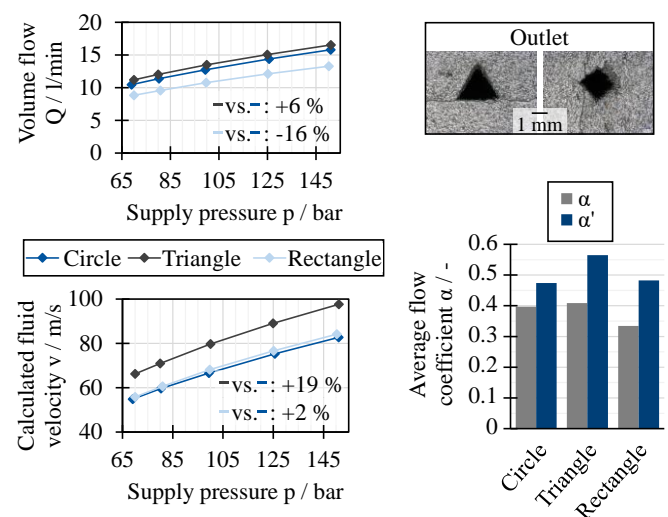 20
15
10
5
0
Volume flow
Q / l/min
vs. : +6 %
vs. : -16 %
65 85 105 125 145
Supply pressure p / bar
Outlet
1 mm
Circle Triangle Rectangle
100
80
60
40
Calculated fluid
velocity v / m/s
vs. : +19 %
vs. : +2 %
65 85 105 125 145
Supply pressure p / bar
α
α'
0.6
0.5
0.4
0.3
0.2
0.1
0
Average flow
coefficient α / -
Circle
Triangle
Rectangle